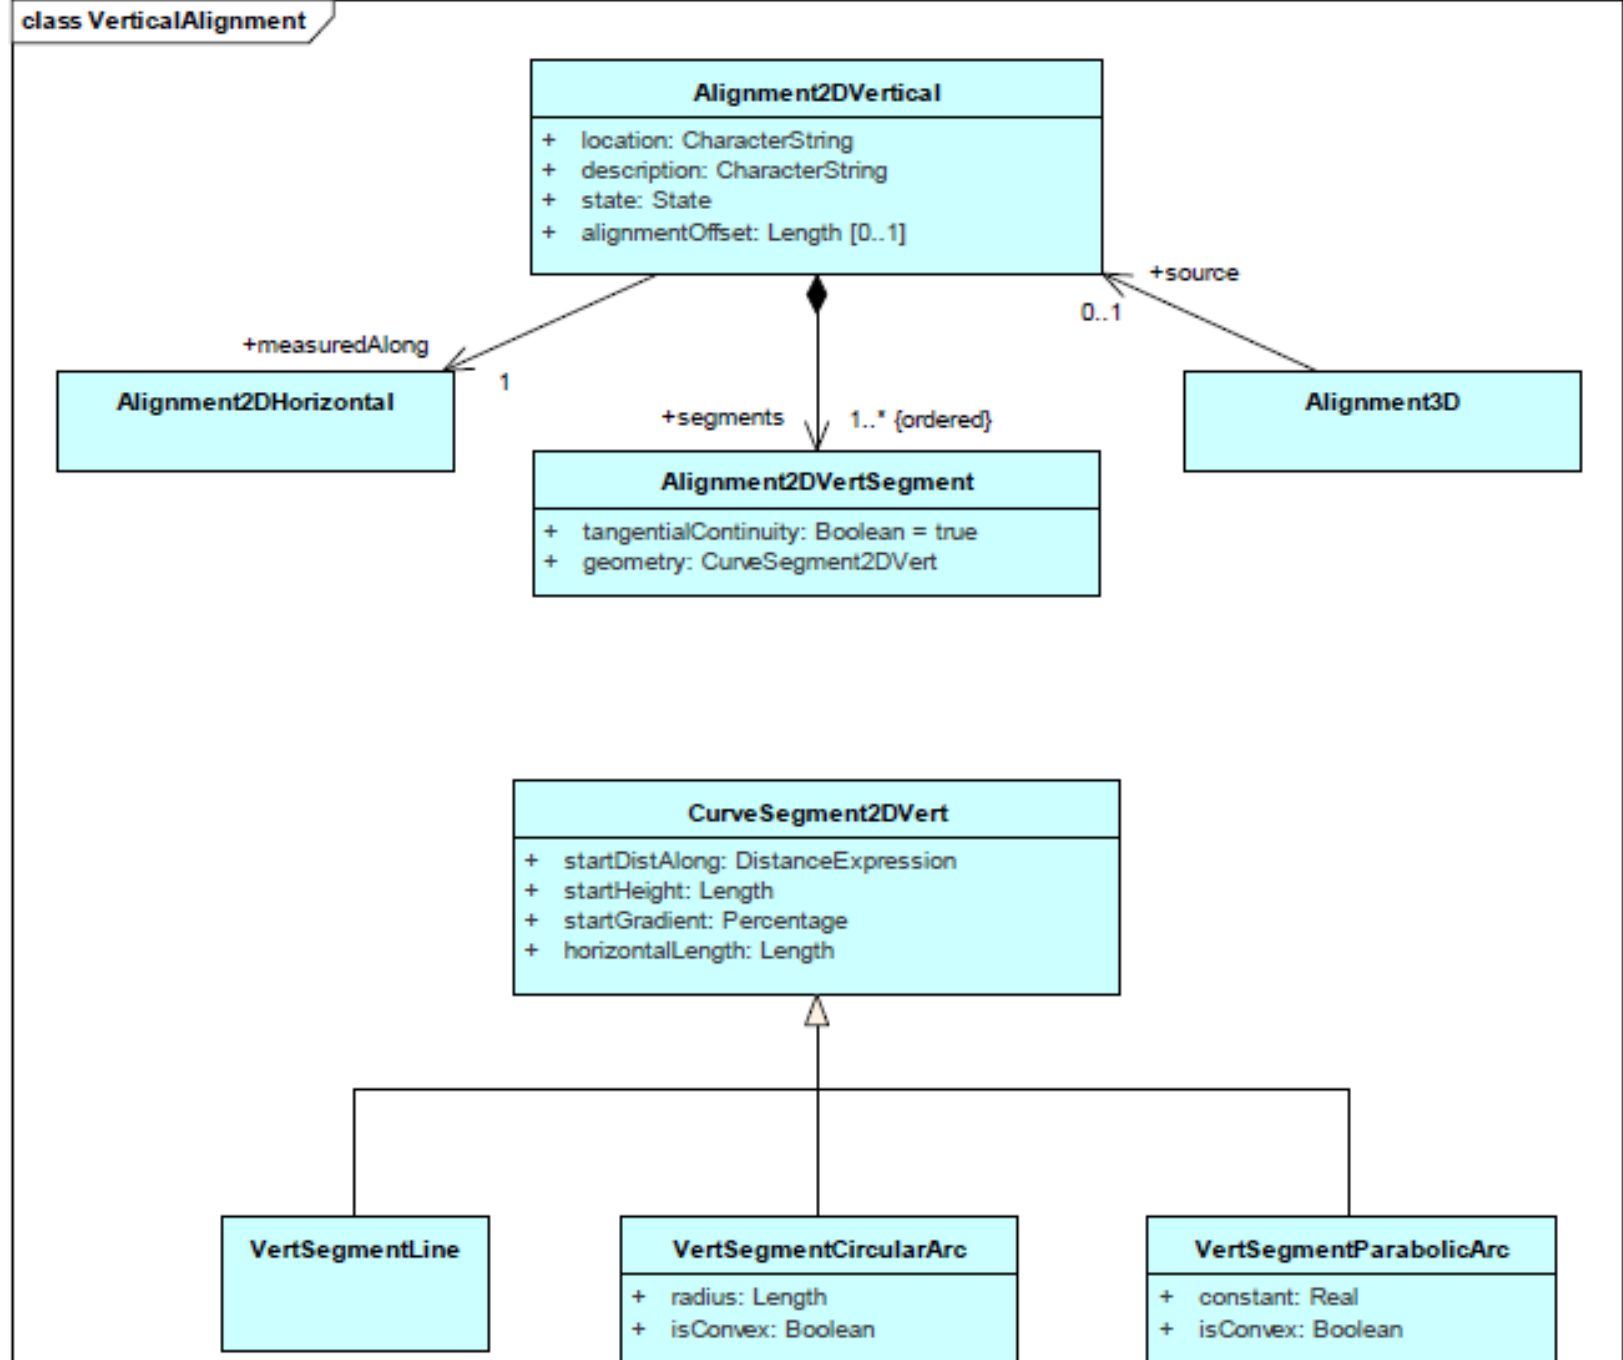 class VerticalAlignment
Alignment2DVertical
+ location: CharacterString
+ description: CharacterString
+ state: State
+ alignmentOffset: Length [0..1]
+source
0..1
+measuredAlong
1
Alignment2DHorizontal
Alignment3D
+segments
1..* {ordered}
Alignment2DVertSegment
+ tangentialContinuity: Boolean = true
+ geometry: CurveSegment2DVert
CurveSegment2DVert
+ startDistAlong: DistanceExpression
+ startHeight: Length
+ startGradient: Percentage
+ horizontalLength: Length
VertSegmentLine
VertSegmentCircularArc
+ radius: Length
+ isConvex: Boolean
VertSegmentParabolicArc
+ constant: Real
+ isConvex: Boolean